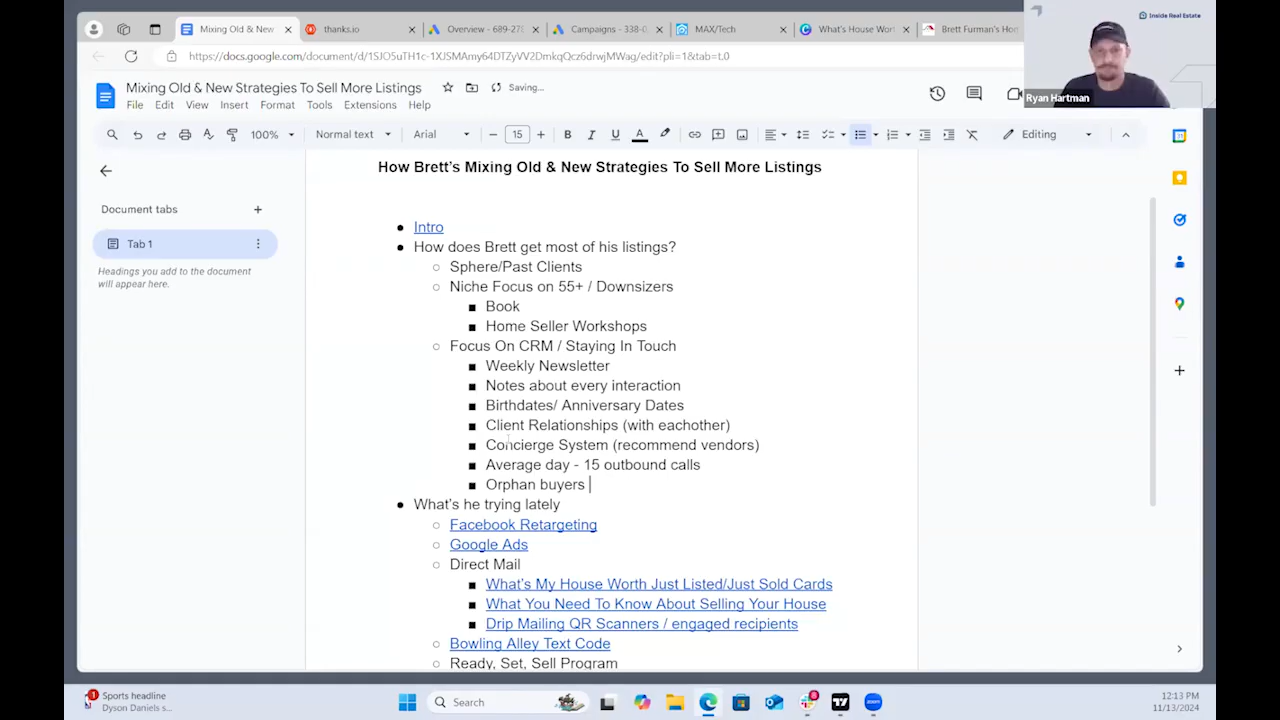 Mixing Old & New Strategies
thanks.io
Overview - 689-27
Campaigns - 338-0
MAX/Tech
What's House Wort
Brett Furman's Ho
Inside Real Estate
https://docs.google.com/document/d/1SJO5uTH1c-1XJSMAmy64DTZyVV2DmkqQcz6drwjMWag/edit?pli=1&tab=t.0
Mixing Old & New Strategies To Sell More Listings
Saving...
Ryan Hartman
File Edit View Insert Format Tools Extensions Help
100% Normal text Arial 15 B I U A Editing
How Brett's Mixing Old & New Strategies To Sell More Listings
Document tabs
Tab 1
Headings you add to the document
will appear here.
Intro
How does Brett get most of his listings?
Sphere/Past Clients
Niche Focus on 55+ / Downsizers
Book
Home Seller Workshops
Focus On CRM / Staying In Touch
Weekly Newsletter
Notes about every interaction
Birthdates/ Anniversary Dates
Client Relationships (with eachother)
Concierge System (recommend vendors)
Average day - 15 outbound calls
Orphan buyers
What's he trying lately
Facebook Retargeting
Google Ads
Direct Mail
What's My House Worth Just Listed/Just Sold Cards
What You Need To Know About Selling Your House
Drip Mailing QR Scanners / engaged recipients
Bowling Alley Text Code
Ready, Set, Sell Program
1
Sports headline
Dyson Daniels s...
Search
8
12:13 PM
11/13/2024